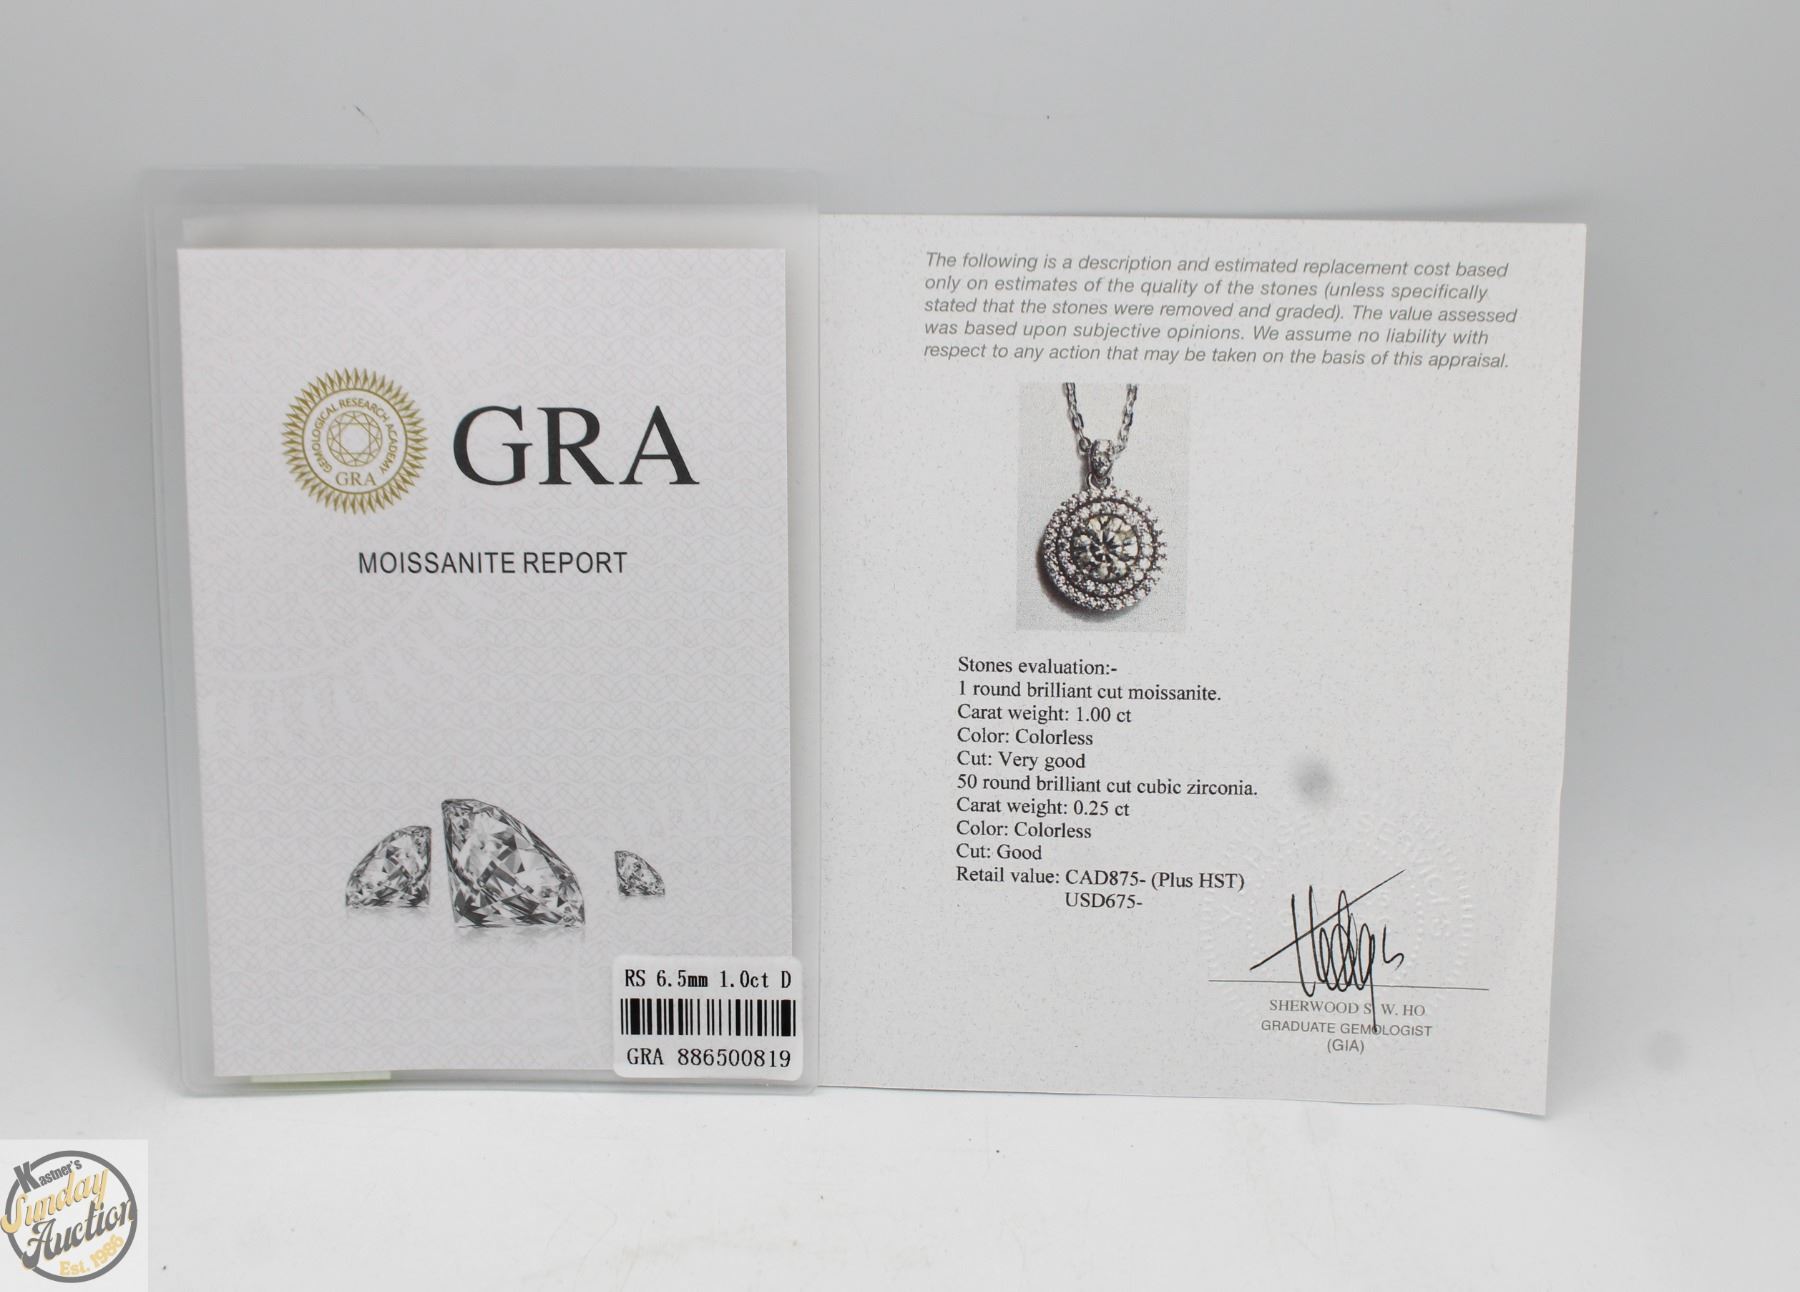 GEMOLOGICAL RESEARCH ACADEMY
GRA
GRA
MOISSANITE REPORT
RS 6.5mm 1.0ct D
GRA 886500819
The following is a description and estimated replacement cost based
only on estimates of the quality of the stones (unless specifically
stated that the stones were removed and graded). The value assessed
was based upon subjective opinions. We assume no liability with
respect to any action that may be taken on the basis of this appraisal.
Stones evaluation:-
1 round brilliant cut moissanite.
Carat weight: 1.00 ct
Color: Colorless
Cut: Very good
50 round brilliant cut cubic zirconia.
Carat weight: 0.25 ct
Color: Colorless
Cut: Good
Retail value: CAD875- (Plus HST)
USD675-
SHERWOOD S. W. HO
GRADUATE GEMOLOGIST
(GIA)
Kastner's
Sunday
Auction
Est. 1986